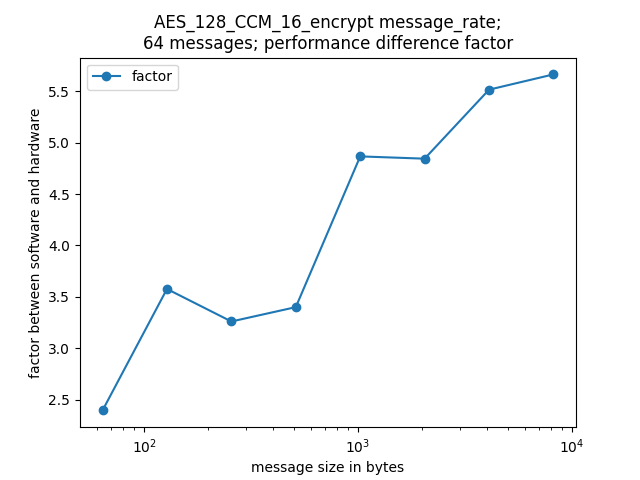 AES_128_CCM_16_encrypt message_rate;
64 messages; performance difference factor
factor
factor between software and hardware
5.5
5.0
4.5
4.0
3.5
3.0
2.5
10²
10³
10⁴
message size in bytes